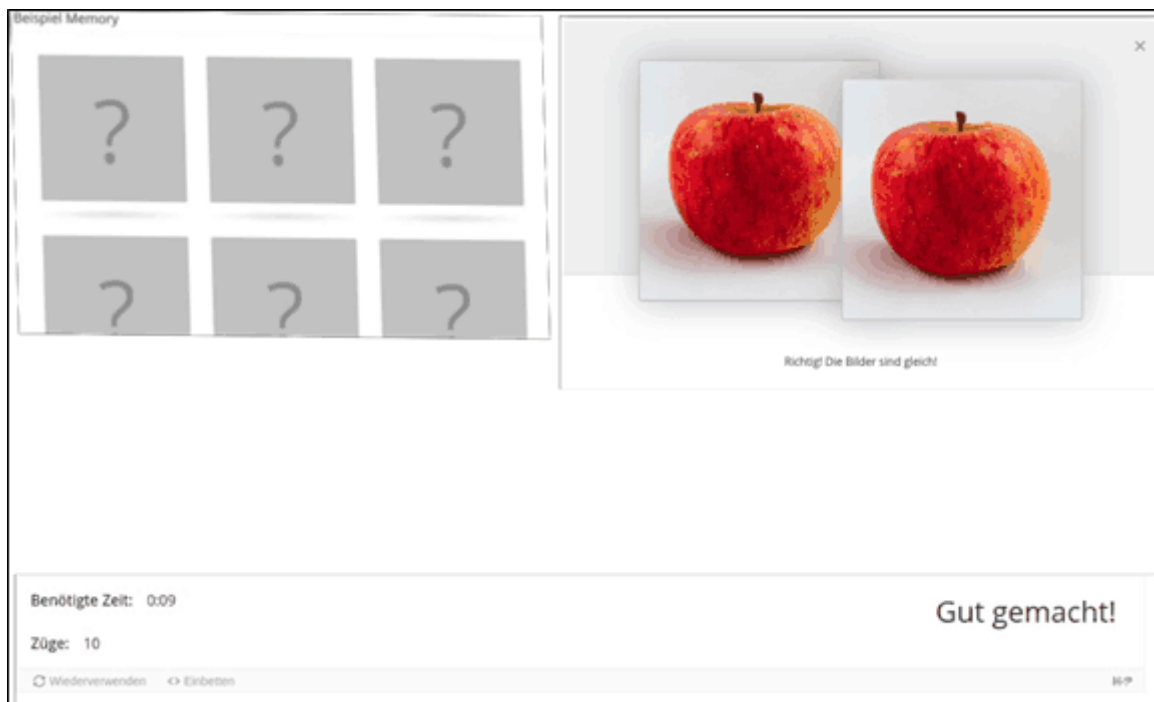 Beispiel Memory
?
?
?
?
?
?
Richtig! Die Bilder sind gleich!
Benötigte Zeit: 0:09
Gut gemacht!
Züge: 10
Wiederverwenden
Einbetten